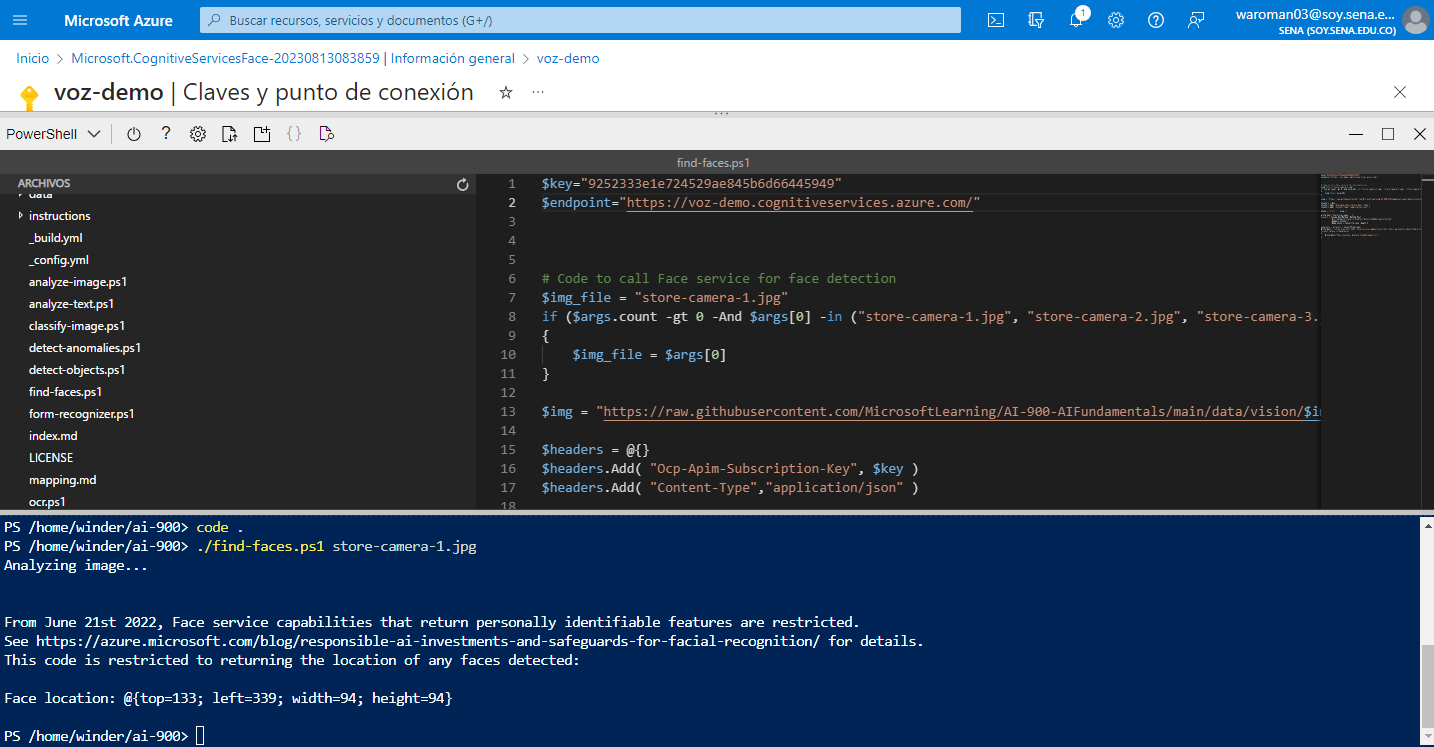 Microsoft Azure
Buscar recursos, servicios y documentos (G+/)
1
waroman03@soy.sena.e...
SENA (SOY.SENA.EDU.CO)
Inicio > Microsoft.CognitiveServicesFace-20230813083859 | Información general > voz-demo
voz-demo | Claves y punto de conexión
PowerShell
find-faces.ps1
ARCHIVOS
data
instructions
_build.yml
_config.yml
analyze-image.ps1
analyze-text.ps1
classify-image.ps1
detect-anomalies.ps1
detect-objects.ps1
find-faces.ps1
form-recognizer.ps1
index.md
LICENSE
mapping.md
ocr.ps1
1 $key="9252333e1e724529ae845b6d66445949"
2 $endpoint="https://voz-demo.cognitiveservices.azure.com/"
3
4
5
6 # Code to call Face service for face detection
7 $img_file = "store-camera-1.jpg"
8 if ($args.count -gt 0 -And $args[0] -in ("store-camera-1.jpg", "store-camera-2.jpg", "store-camera-3.
9 {
10 $img_file = $args[0]
11 }
12
13 $img = "https://raw.githubusercontent.com/MicrosoftLearning/AI-900-AIFundamentals/main/data/vision/$i
14
15 $headers = @{}
16 $headers.Add( "Ocp-Apim-Subscription-Key", $key )
17 $headers.Add( "Content-Type","application/json" )
18
PS /home/winder/ai-900> code .
PS /home/winder/ai-900> ./find-faces.ps1 store-camera-1.jpg
Analyzing image...
From June 21st 2022, Face service capabilities that return personally identifiable features are restricted.
See https://azure.microsoft.com/blog/responsible-ai-investments-and-safeguards-for-facial-recognition/ for details.
This code is restricted to returning the location of any faces detected:
Face location: @{top=133; left=339; width=94; height=94}
PS /home/winder/ai-900>